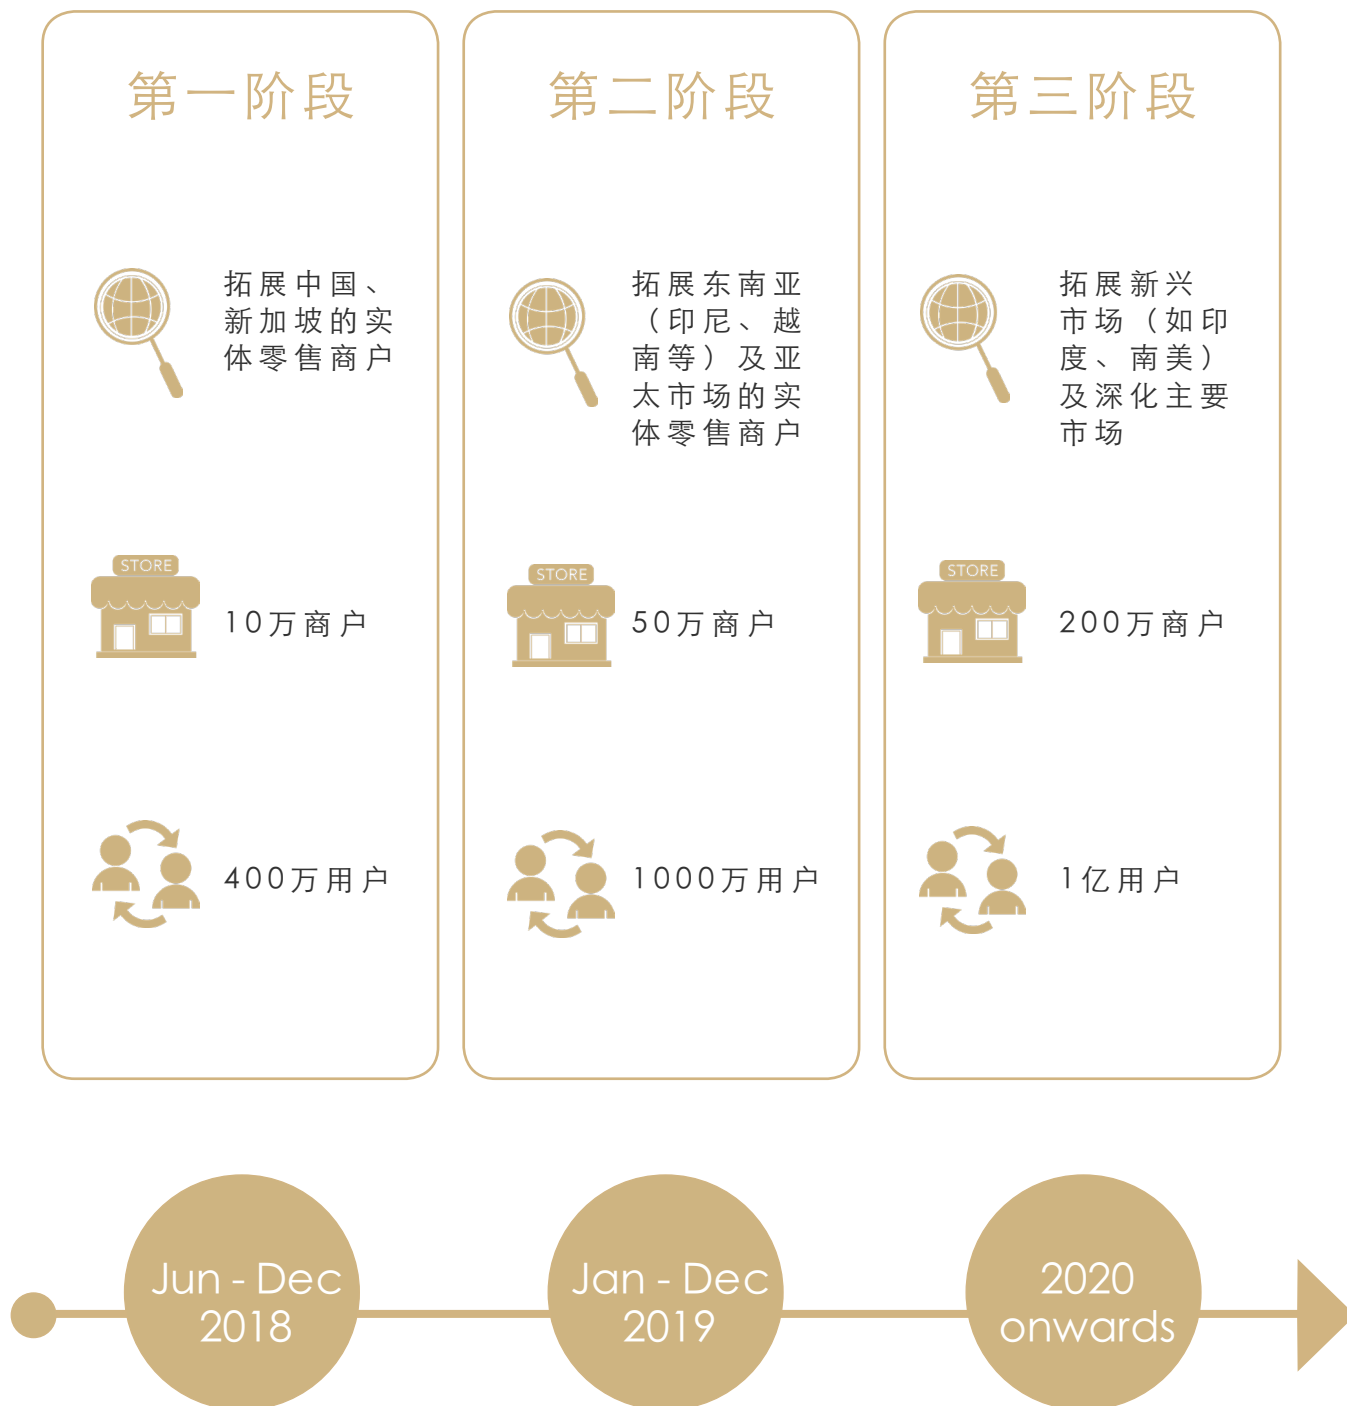 第一阶段
拓展中国、
新加坡的实
体零售商户
STORE
10万商户
400万用户
第二阶段
拓展东南亚
（印尼、越
南等）及亚
太市场的实
体零售商户
STORE
50万商户
1000万用户
第三阶段
拓展新兴
市场（如印
度、南美）
及深化主要
市场
STORE
200万商户
1亿用户
Jun - Dec
2018
Jan - Dec
2019
2020
onwards